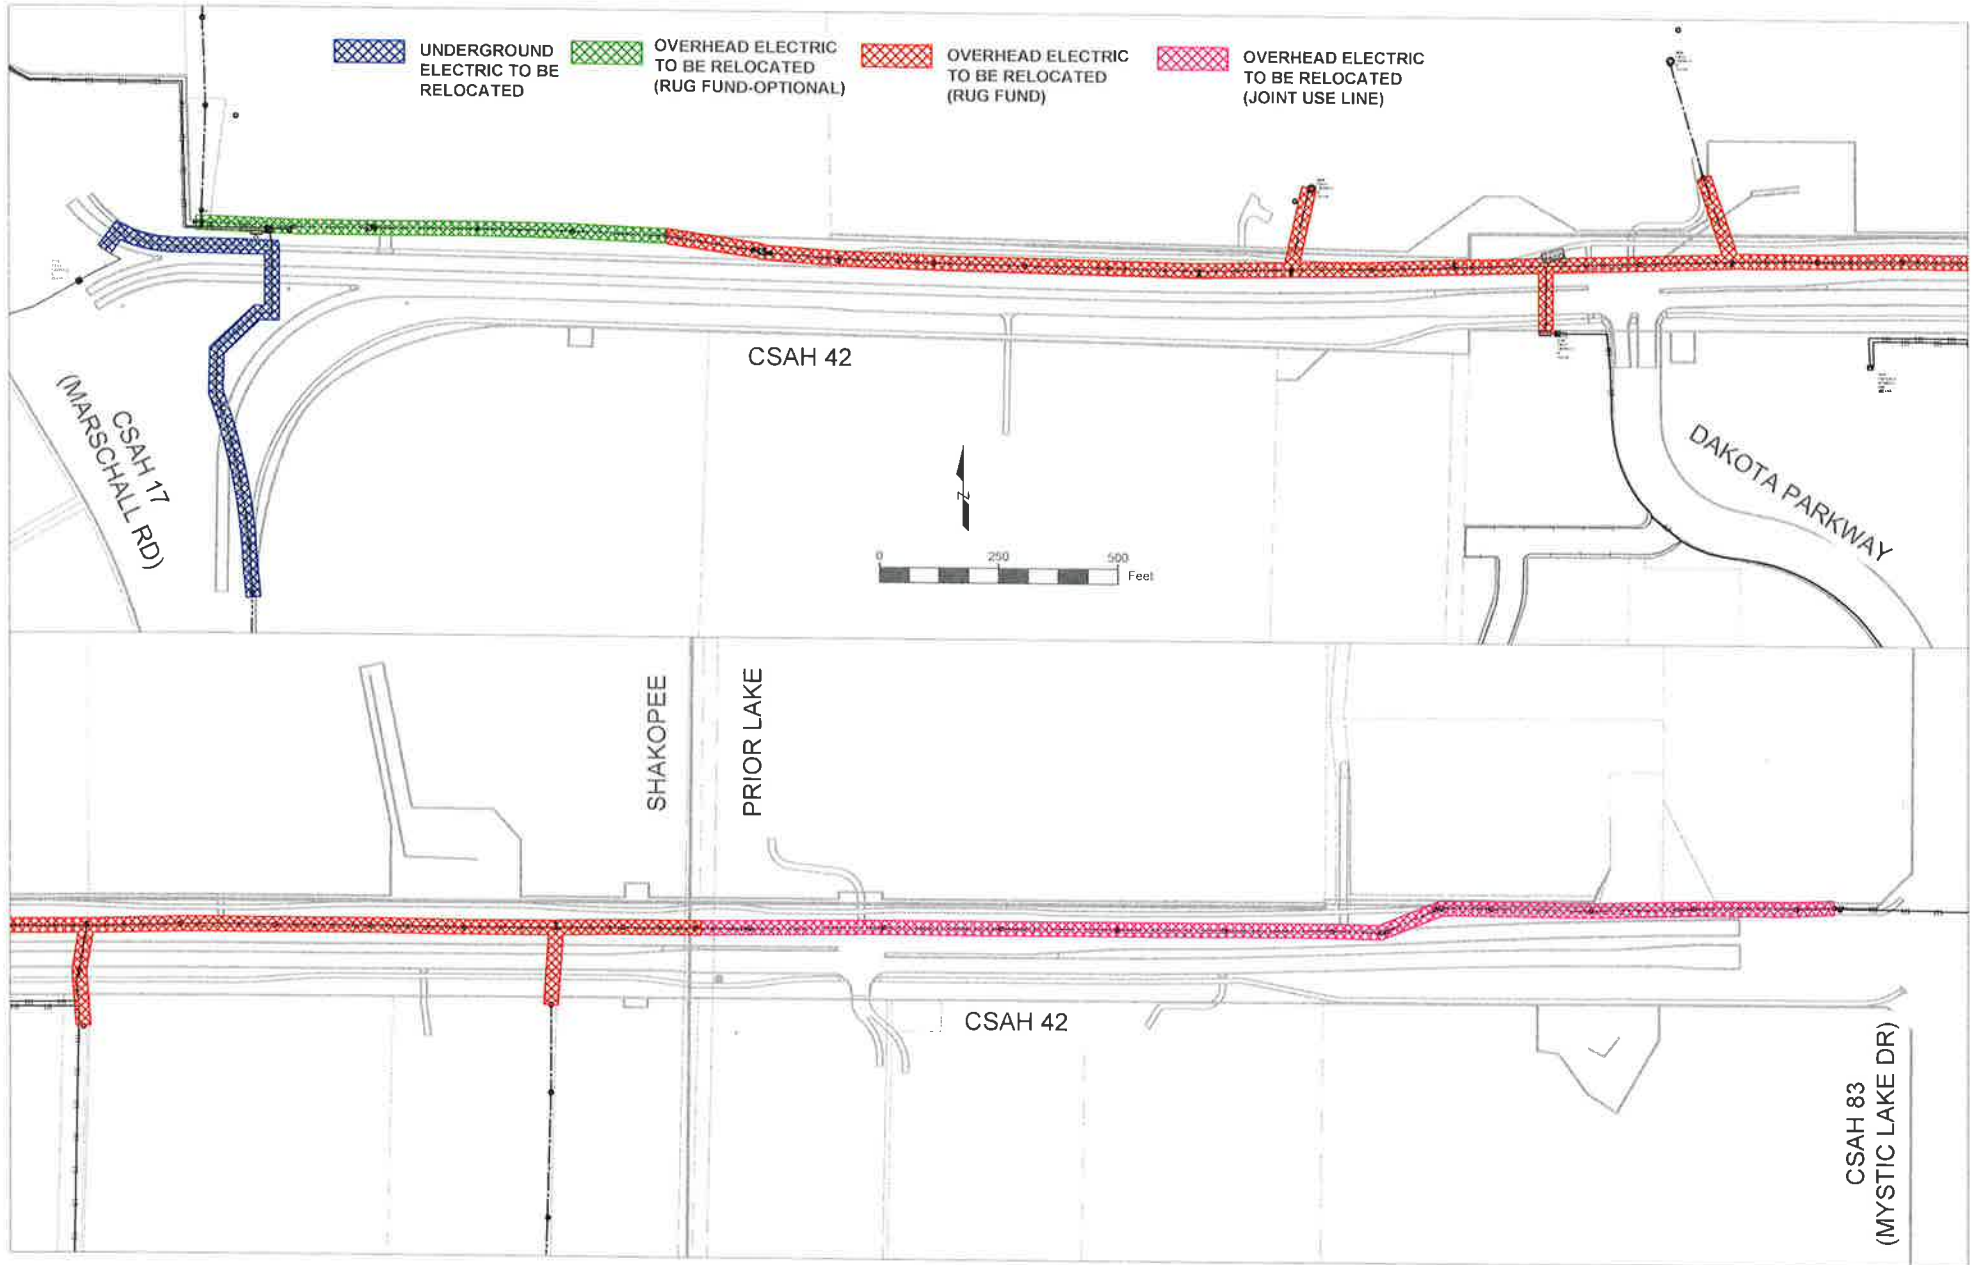 UNDERGROUND
ELECTRIC TO BE
RELOCATED
OVERHEAD ELECTRIC
TO BE RELOCATED
(RUG FUND-OPTIONAL)
OVERHEAD ELECTRIC
TO BE RELOCATED
(RUG FUND)
OVERHEAD ELECTRIC
TO BE RELOCATED
(JOINT USE LINE)
CSAH 42
CSAH 17
(MARSCHALL RD)
DAKOTA PARKWAY
N
0 250 500
Feet
SHAKOPEE
PRIOR LAKE
CSAH 42
CSAH 83
(MYSTIC LAKE DR)